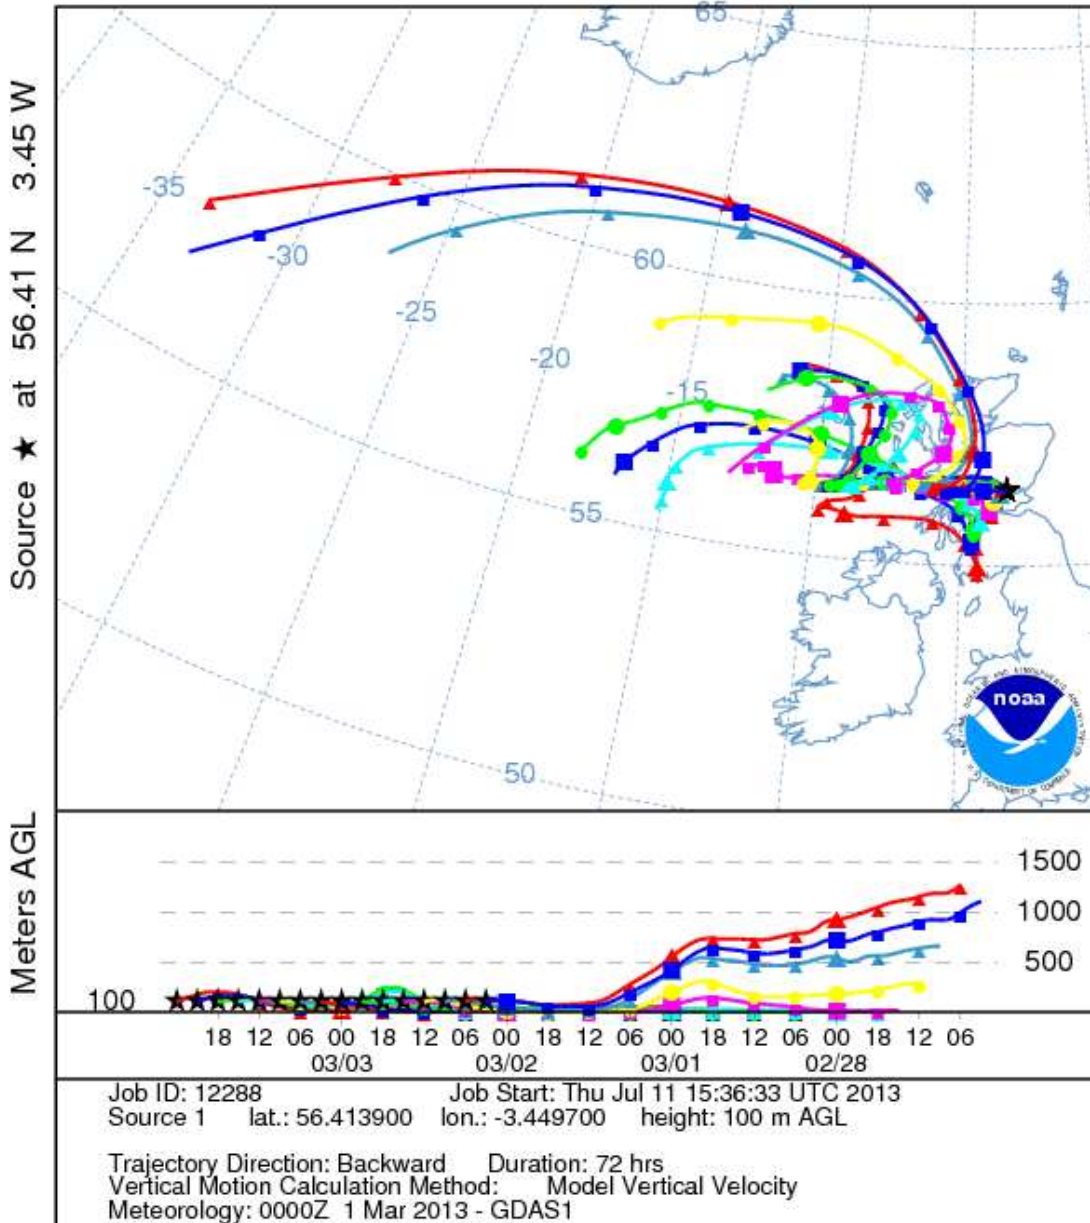 65
Source ★ at 56.41 N 3.45 W
-35
-30
60
-25
-20
-15
55
noaa
50
Meters AGL
1500
1000
500
100
18 12 06 00 18 12 06 00 18 12 06 00 18 12 06 00 18 12 06
03/03 03/02 03/01 02/28
Job ID: 12288 Job Start: Thu Jul 11 15:36:33 UTC 2013
Source 1 lat.: 56.413900 lon.: -3.449700 height: 100 m AGL
Trajectory Direction: Backward Duration: 72 hrs
Vertical Motion Calculation Method: Model Vertical Velocity
Meteorology: 0000Z 1 Mar 2013 - GDAS1